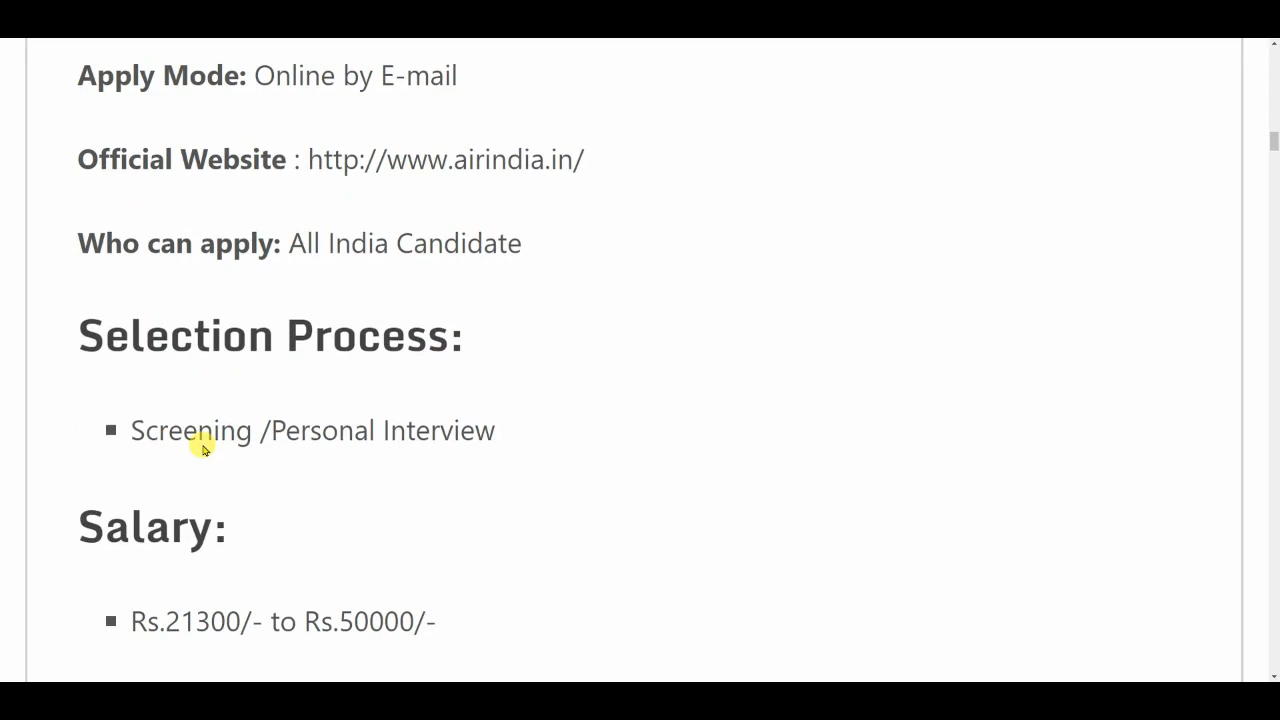 Apply Mode: Online by E-mail
Official Website : http://www.airindia.in/
Who can apply: All India Candidate
Selection Process:
Screening /Personal Interview
Salary:
Rs.21300/- to Rs.50000/-